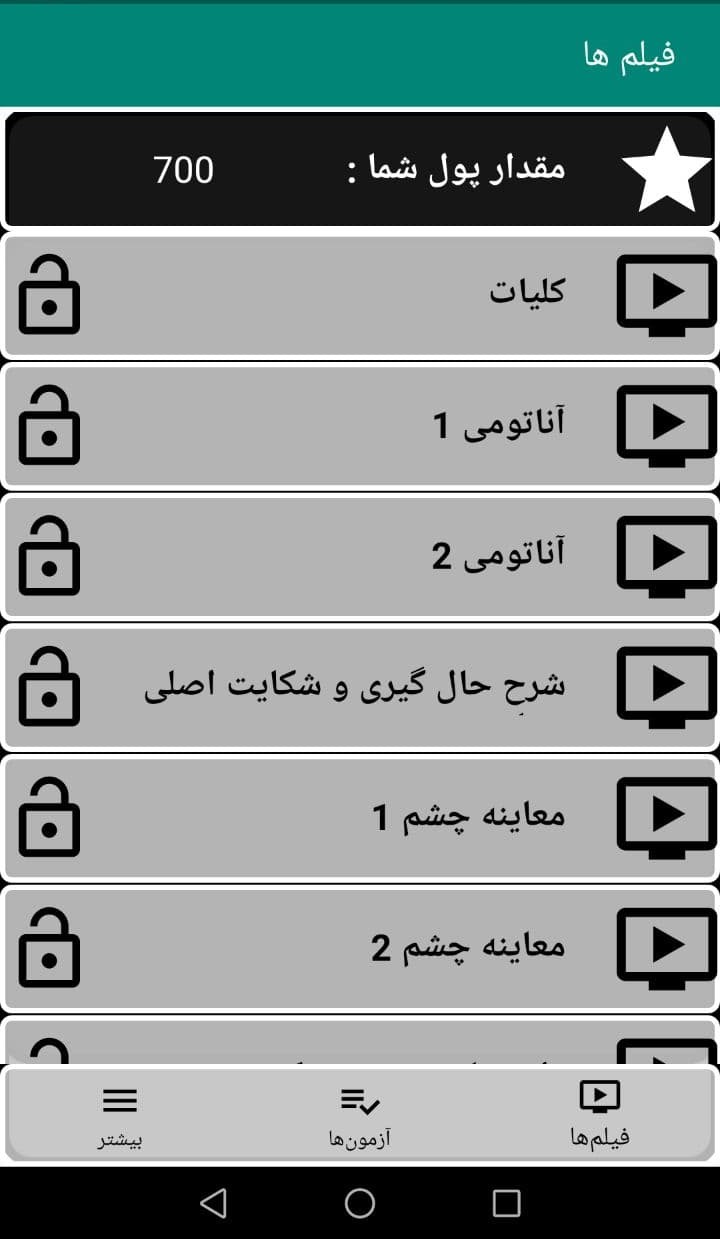 فیلم ها
مقدار پول شما : 700
کلیات
آناتومی 1
آناتومی 2
شرح حال گیری و شکایت اصلی
معاینه چشم 1
معاینه چشم 2
فیلم‌ها
آزمون‌ها
بیشتر